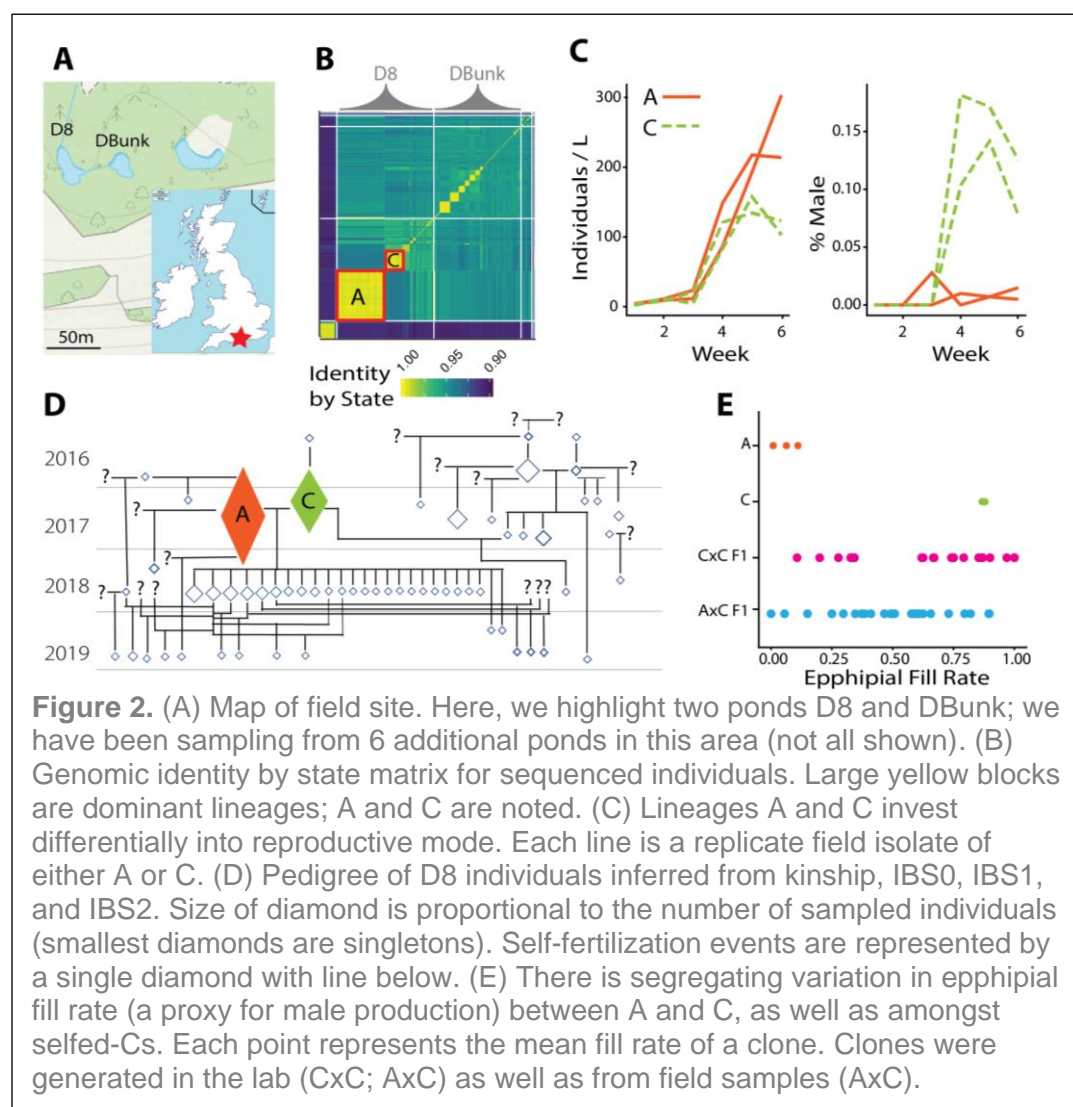 A
D8
DBunk
50m
B
D8
DBunk
C
A
Identity
by State
1.00
0.95
0.90
C
A
C
Individuals / L
300
200
100
0
2
4
6
Week
% Male
0.15
0.10
0.05
0.00
2
4
6
Week
D
2016
2017
2018
2019
? ?
?
? ?
? ?
? ?
?
?
?
? ? ?
???
A
C
E
A
C
CxC F1
AxC F1
0.00 0.25 0.50 0.75 1.00
Epphipial Fill Rate
Figure 2. (A) Map of field site. Here, we highlight two ponds D8 and DBunk; we
have been sampling from 6 additional ponds in this area (not all shown). (B)
Genomic identity by state matrix for sequenced individuals. Large yellow blocks
are dominant lineages; A and C are noted. (C) Lineages A and C invest
differentially into reproductive mode. Each line is a replicate field isolate of
either A or C. (D) Pedigree of D8 individuals inferred from kinship, IBS0, IBS1,
and IBS2. Size of diamond is proportional to the number of sampled individuals
(smallest diamonds are singletons). Self-fertilization events are represented by
a single diamond with line below. (E) There is segregating variation in epphipial
fill rate (a proxy for male production) between A and C, as well as amongst
selfed-Cs. Each point represents the mean fill rate of a clone. Clones were
generated in the lab (CxC; AxC) as well as from field samples (AxC).